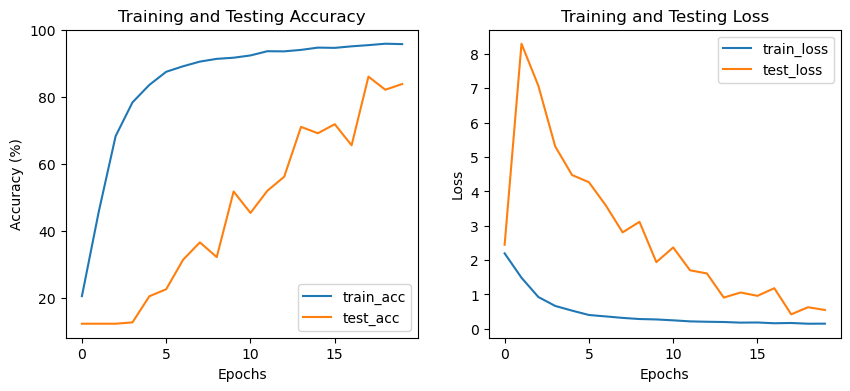 Training and Testing Accuracy
Accuracy (%)
100
80
60
40
20
0
5
10
15
Epochs
train_acc
test_acc
Training and Testing Loss
Loss
8
7
6
5
4
3
2
1
0
0
5
10
15
Epochs
train_loss
test_loss